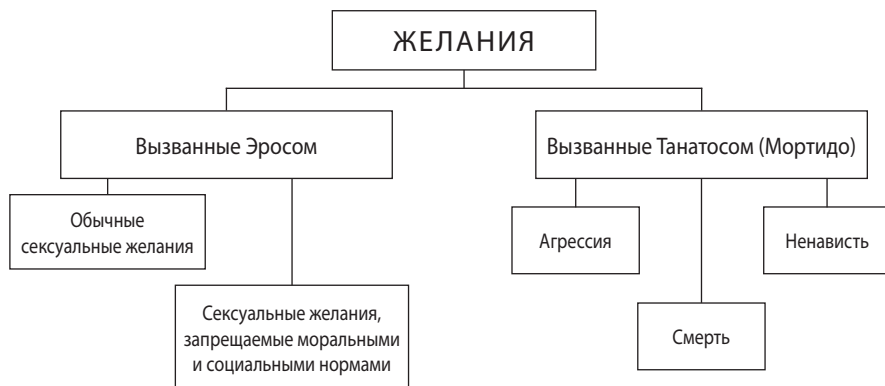 ЖЕЛАНИЯ
Вызванные Эросом
Вызванные Танатосом (Мортидо)
Обычные
сексуальные желания
Агрессия
Ненависть
Сексуальные желания,
запрещаемые моральными
и социальными нормами
Смерть